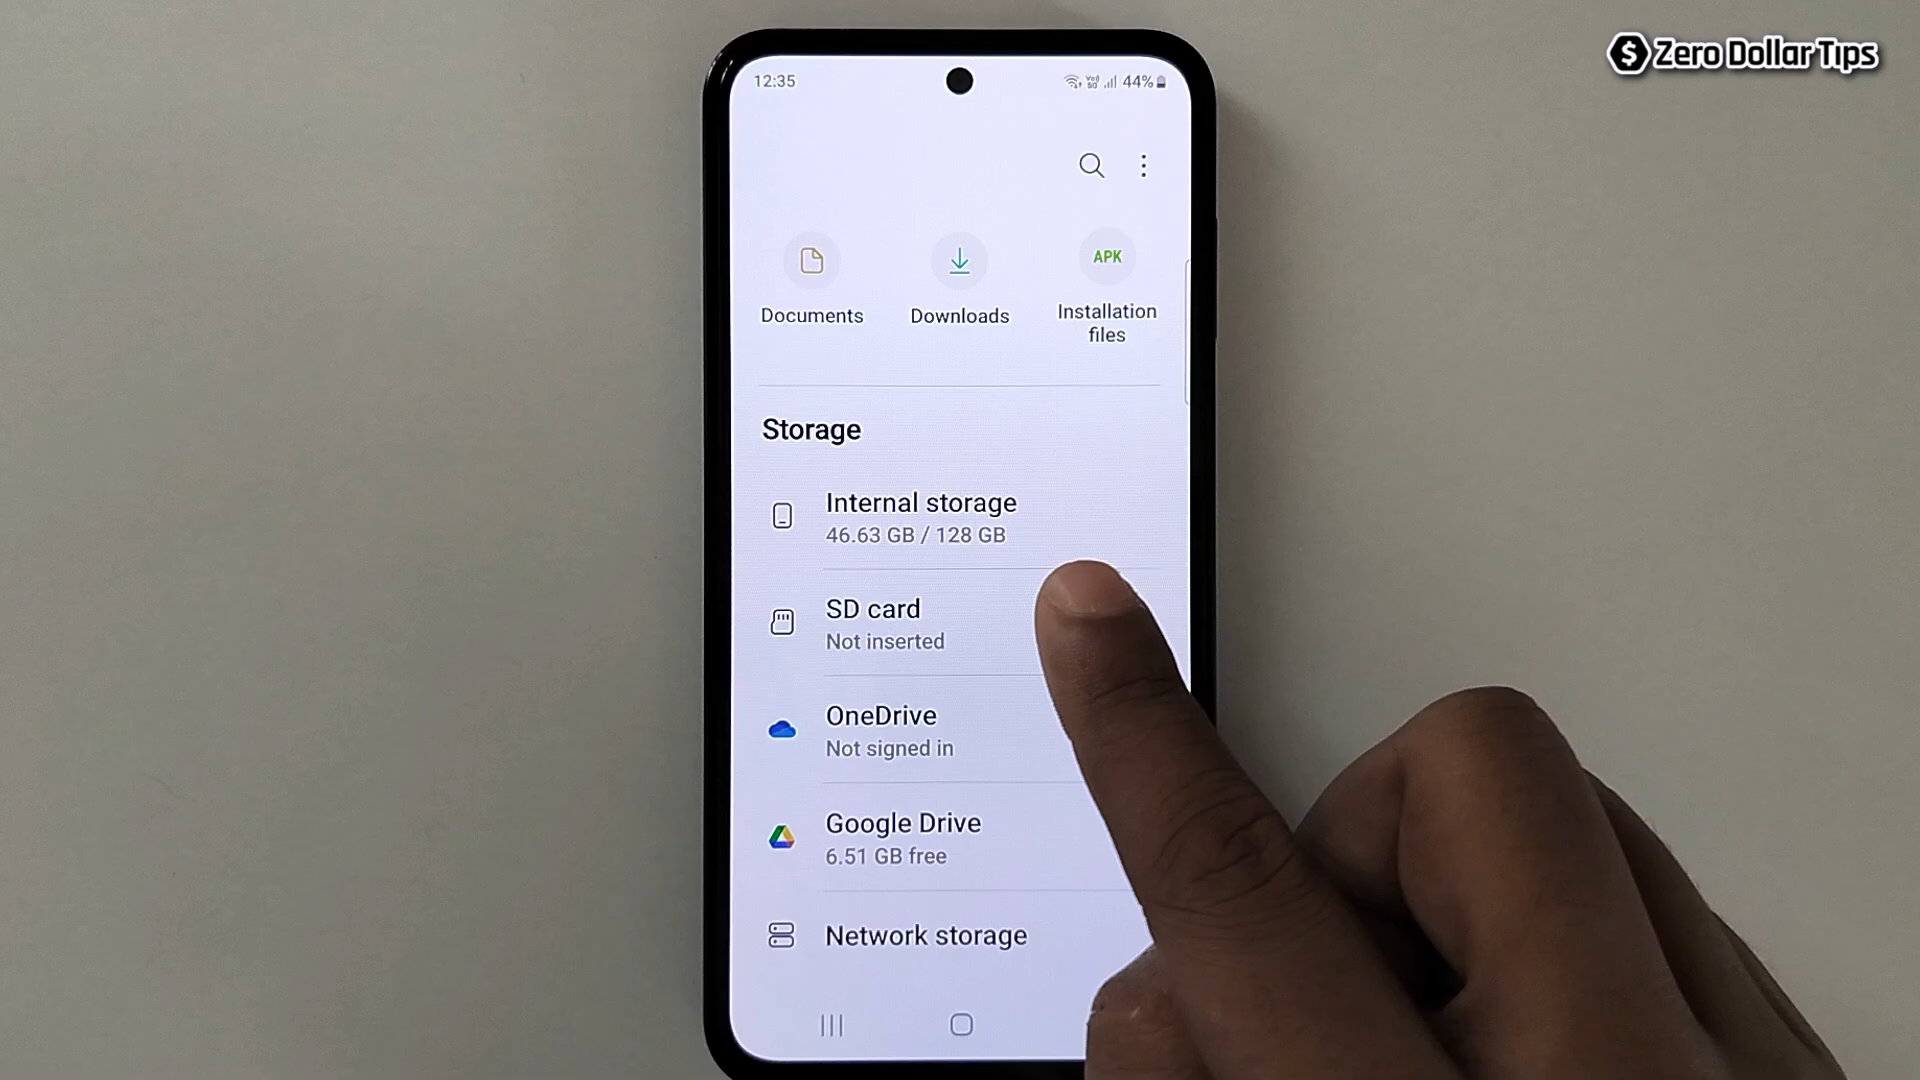 Zero Dollar Tips
12:35
44%
Documents
Downloads
APK
Installation
files
Storage
Internal storage
46.63 GB / 128 GB
SD card
Not inserted
OneDrive
Not signed in
Google Drive
6.51 GB free
Network storage